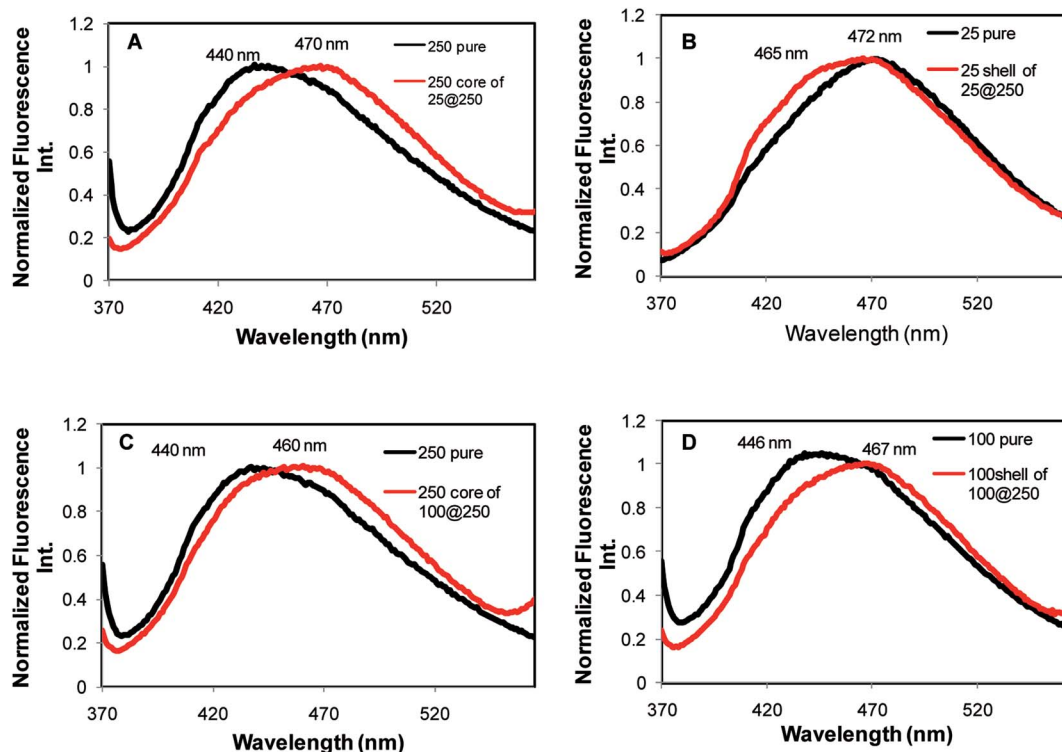 A
440 nm
470 nm
250 pure
250 core of
25@250
1.2
1
0.8
0.6
0.4
0.2
0
Normalized Fluorescence
Int.
370
420
470
520
Wavelength (nm)
B
465 nm
472 nm
25 pure
25 shell of
25@250
1.2
1
0.8
0.6
0.4
0.2
0
Normalized Fluorescence
Int.
370
420
470
520
Wavelength (nm)
C
440 nm
460 nm
250 pure
250 core of
100@250
1.2
1
0.8
0.6
0.4
0.2
0
Normalized Fluorescence
Int.
370
420
470
520
Wavelength (nm)
D
446 nm
467 nm
100 pure
100shell of
100@250
1.2
1
0.8
0.6
0.4
0.2
0
Normalized Fluorescence
Int.
370
420
470
520
Wavelength (nm)